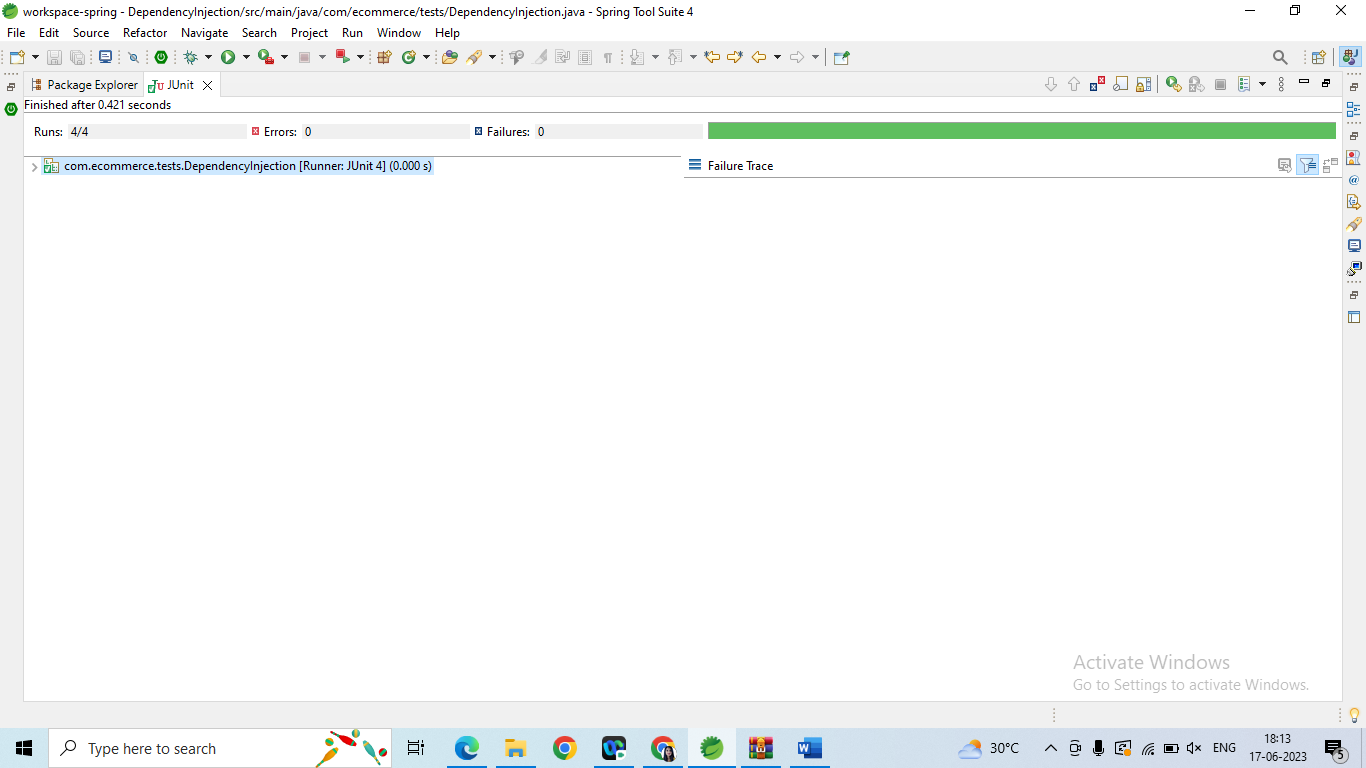 workspace-spring - DependencyInjection/src/main/java/com/ecommerce/tests/DependencyInjection.java - Spring Tool Suite 4
File Edit Source Refactor Navigate Search Project Run Window Help
Package Explorer JUnit
Finished after 0.421 seconds
Runs: 4/4 Errors: 0 Failures: 0
com.ecommerce.tests.DependencyInjection [Runner: JUnit 4] (0.000 s)
Failure Trace
Activate Windows
Go to Settings to activate Windows.
Type here to search
30°C
ENG
18:13
17-06-2023
5